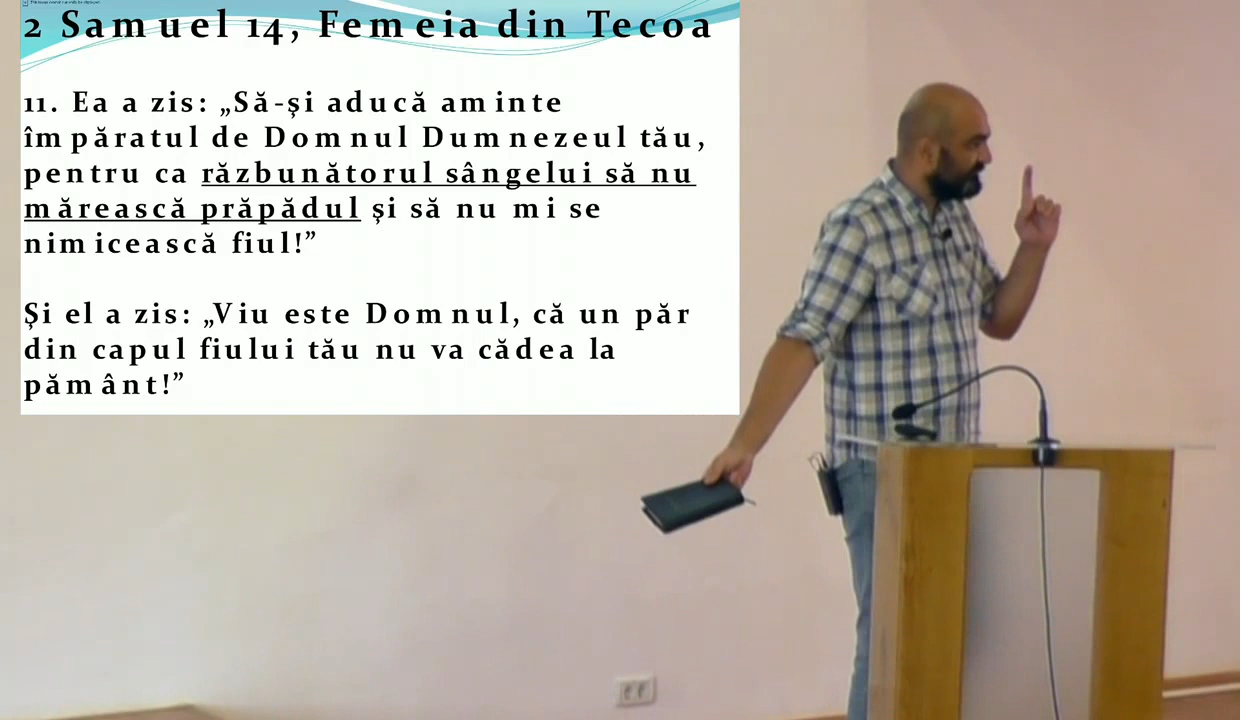 2 Samuel 14, Femeia din Tecoa
11. Ea a zis: „Să-și aducă aminte
împăratul de Domnul Dumnezeul tău,
pentru ca răzbunătorul sângelui să nu
mărească prăpădul și să nu mi se
nimicească fiul!”
Și el a zis: „Viu este Domnul, că un păr
din capul fiului tău nu va cădea la
pământ!”